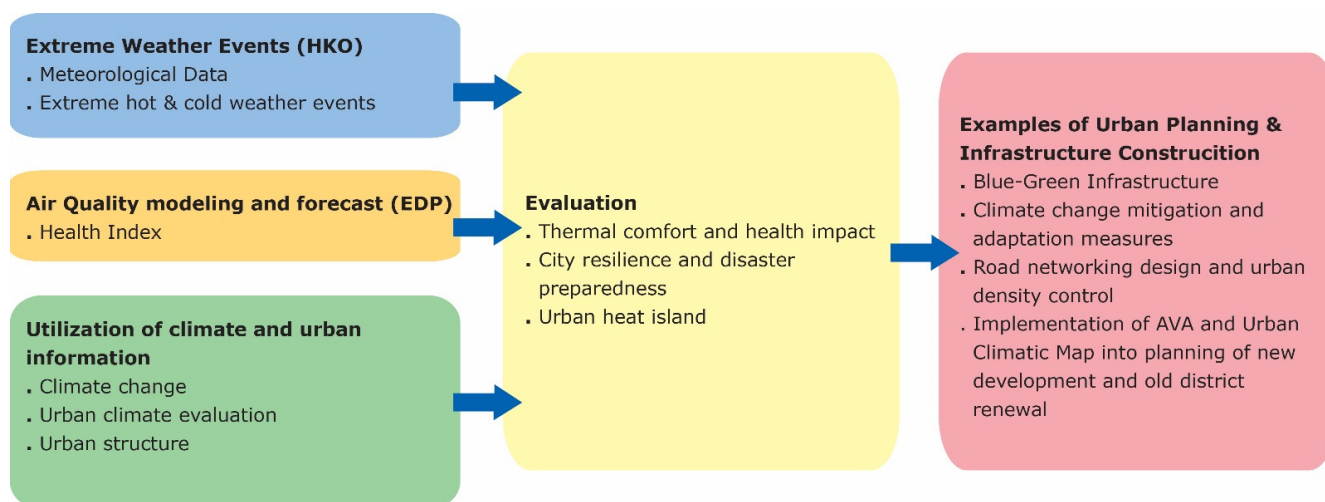 Extreme Weather Events (HKO)
. Meteorological Data
. Extreme hot & cold weather events
Air Quality modeling and forecast (EDP)
. Health Index
Utilization of climate and urban
information
. Climate change
. Urban climate evaluation
. Urban structure
Evaluation
. Thermal comfort and health impact
. City resilience and disaster
preparedness
. Urban heat island
Examples of Urban Planning &
Infrastructure Construcition
. Blue-Green Infrastructure
. Climate change mitigation and
adaptation measures
. Road networking design and urban
density control
. Implementation of AVA and Urban
Climatic Map into planning of new
development and old district
renewal